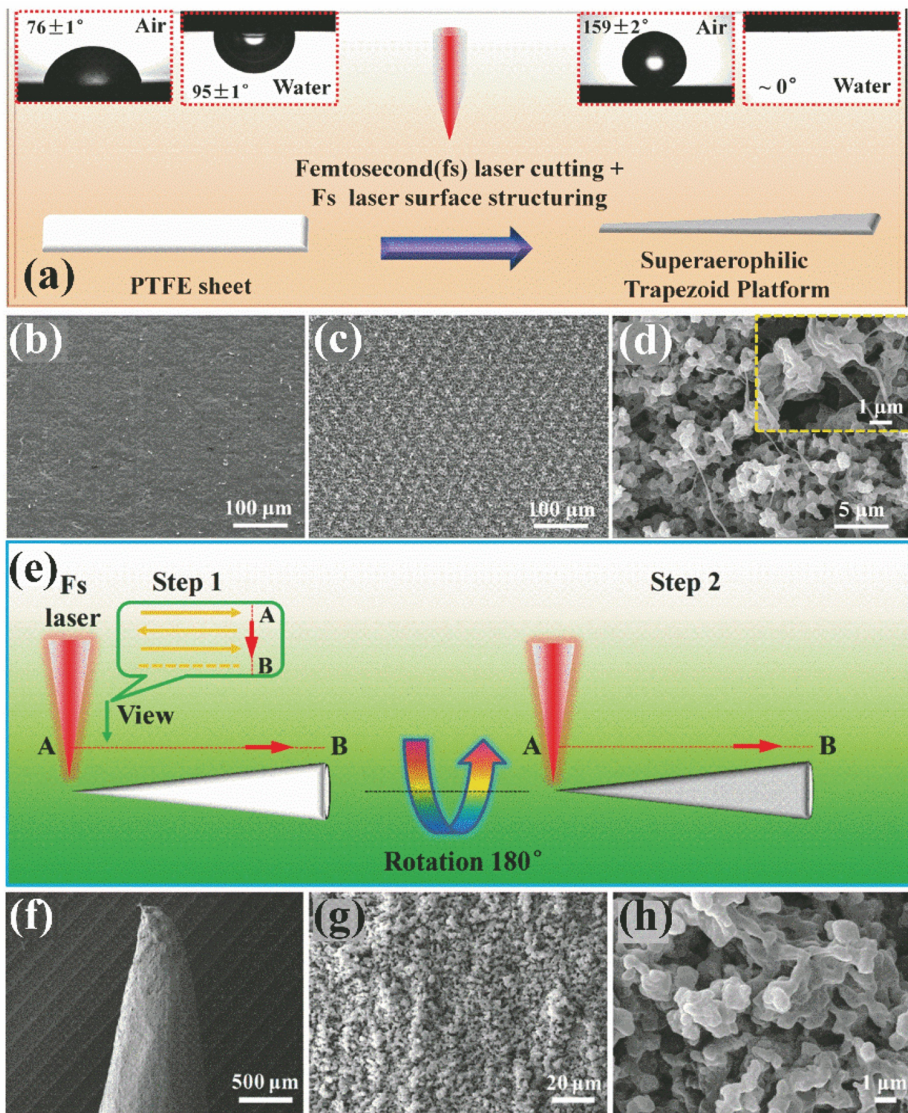 76±1° Air
95±1° Water
159±2° Air
~ 0° Water
Femtosecond(fs) laser cutting +
Fs laser surface structuring
(a)
PTFE sheet
Superaerophilic
Trapezoid Platform
(b)
100 μm
(c)
100 μm
(d)
1 μm
5 μm
(e)
Fs
laser
Step 1
A
B
View
A
B
Step 2
A
B
Rotation 180°
(f)
500 μm
(g)
20 μm
(h)
1 μm